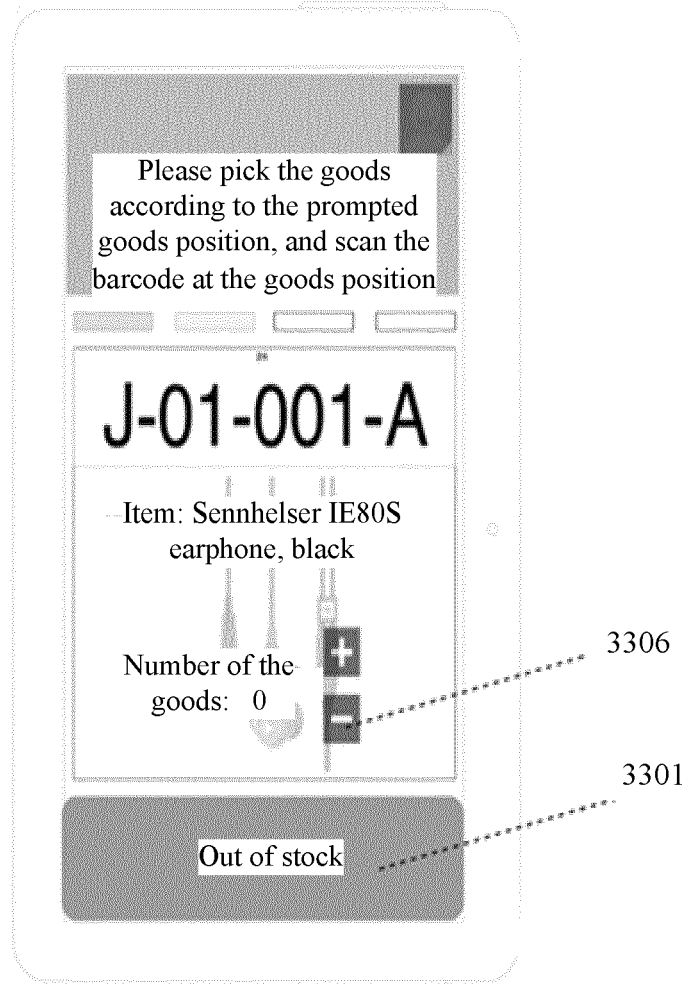 Please pick the goods
according to the prompted
goods position, and scan the
barcode at the goods position
J-01-001-A
Item: Sennhelser IE80S
earphone, black
Number of the
goods: 0
3306
3301
Out of stock